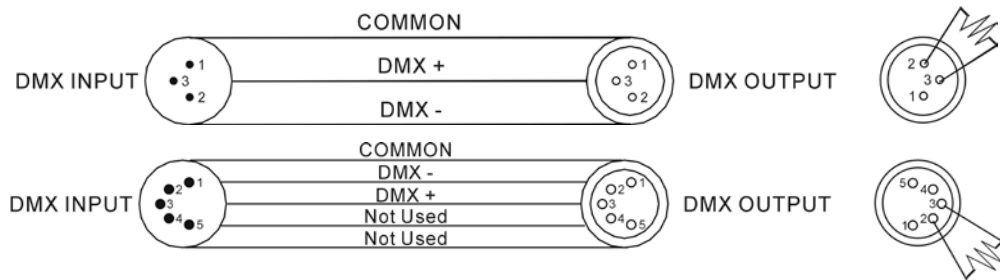 COMMON
DMX INPUT 1 3 2 DMX + 1 3 2 DMX OUTPUT 2 3 1
DMX -
COMMON
DMX -
DMX INPUT 1 2 3 4 5 DMX + 1 2 3 4 5 DMX OUTPUT 5 4 3 2 1
Not Used
Not Used